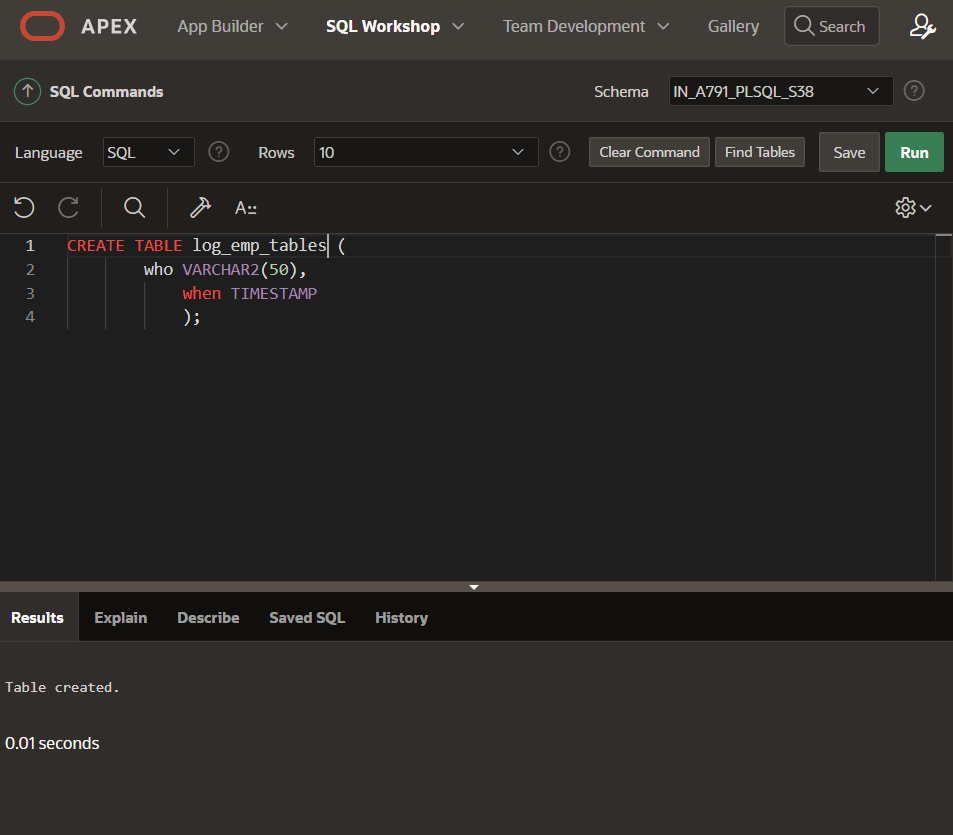 APEX App Builder SQL Workshop Team Development Gallery Search
SQL Commands Schema IN_A791_PLSQL_S38 ?
Language SQL ? Rows 10 ? Clear Command Find Tables Save Run
A::
1 CREATE TABLE log_emp_tables (
2 who VARCHAR2(50),
3 when TIMESTAMP
4 );
Results Explain Describe Saved SQL History
Table created.
0.01 seconds